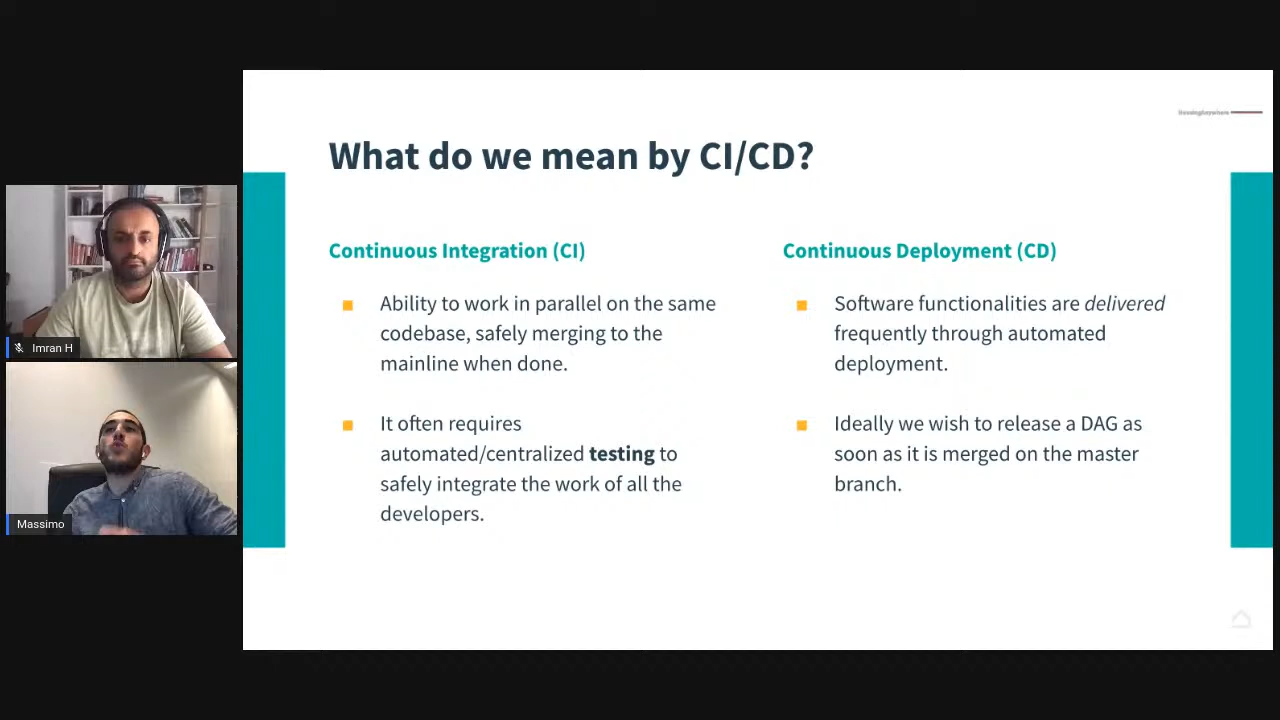 HousingAnywhere
What do we mean by CI/CD?
Continuous Integration (CI)
Ability to work in parallel on the same
codebase, safely merging to the
mainline when done.
It often requires
automated/centralized testing to
safely integrate the work of all the
developers.
Continuous Deployment (CD)
Software functionalities are delivered
frequently through automated
deployment.
Ideally we wish to release a DAG as
soon as it is merged on the master
branch.
Imran H
Massimo